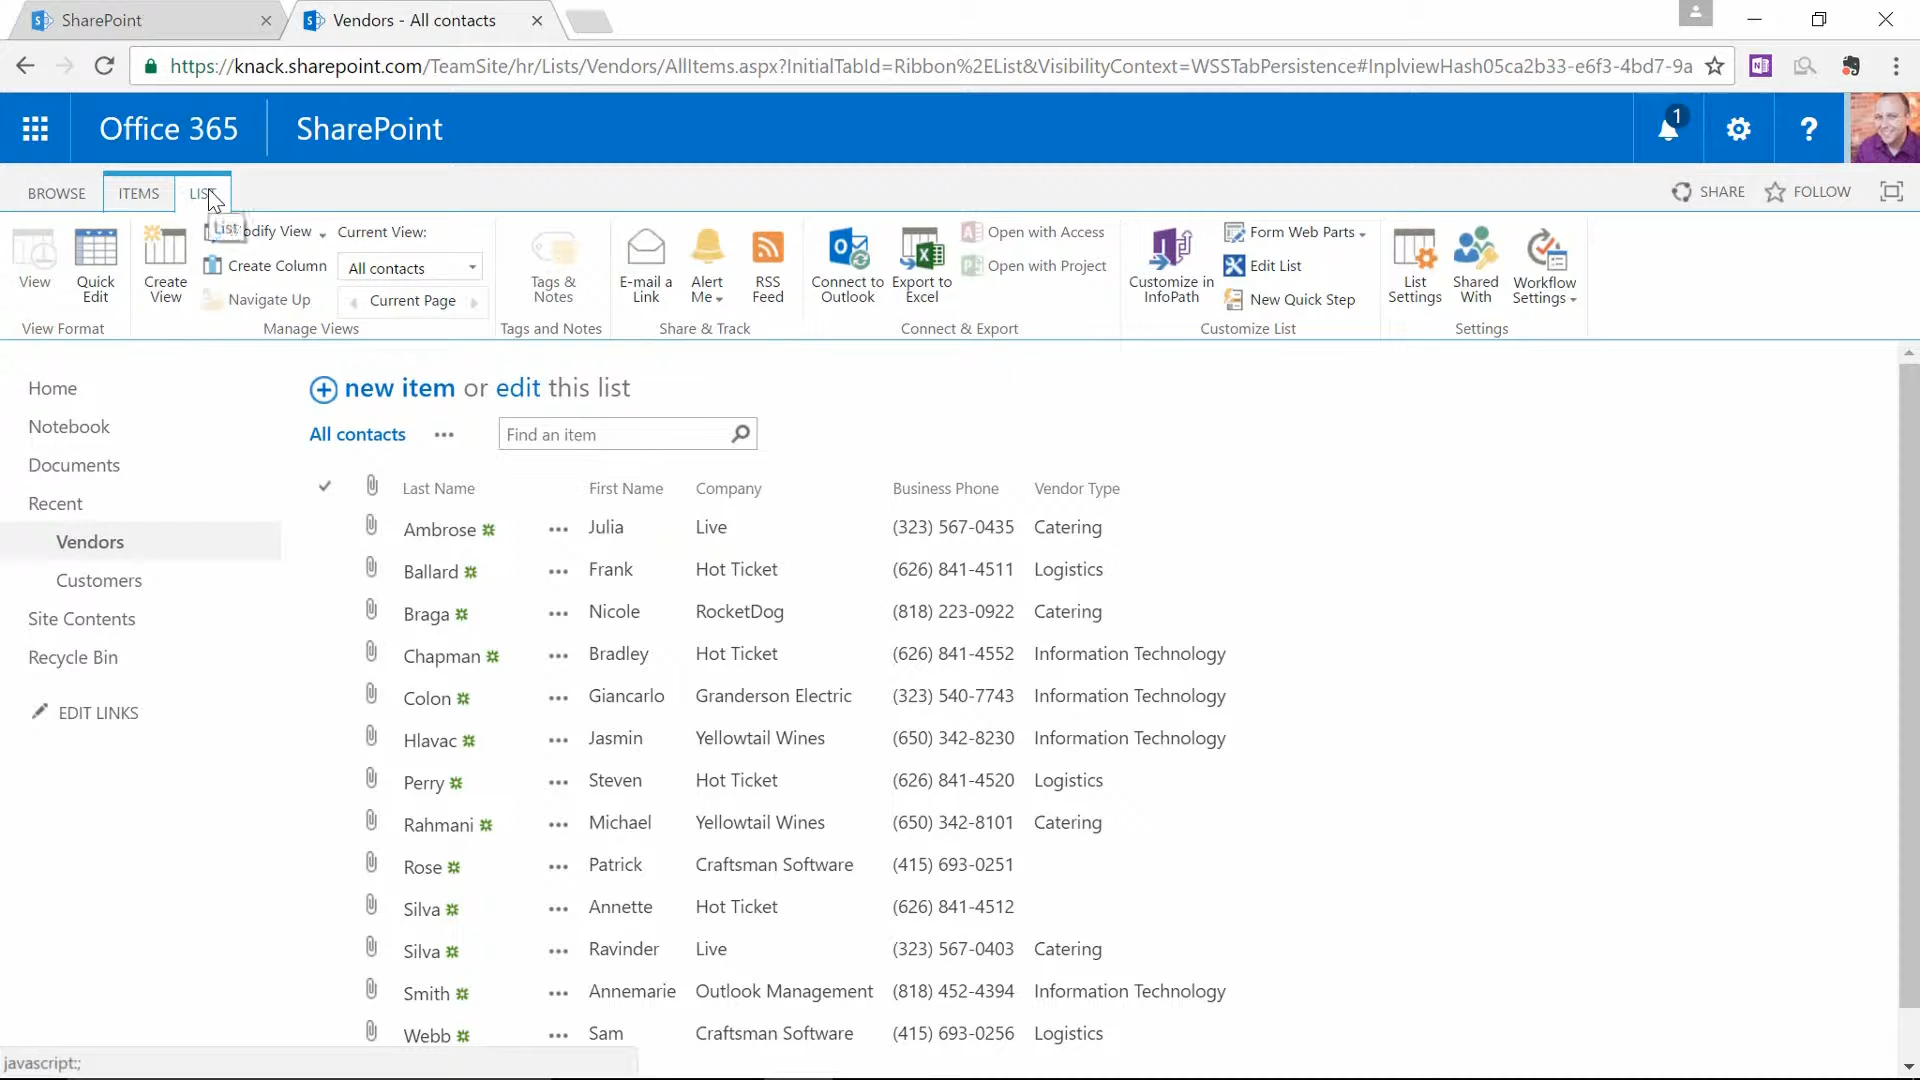 SharePoint
Vendors - All contacts
https://knack.sharepoint.com/TeamSite/hr/Lists/Vendors/AllItems.aspx?InitialTabId=Ribbon%2EList&VisibilityContext=WSSTabPersistence#InplviewHash05ca2b33-e6f3-4bd7-9a
Office 365 SharePoint 1 ?
BROWSE ITEMS LIST SHARE FOLLOW
List
odify View Current View:
Create Column All contacts
Navigate Up Current Page
View Quick Edit Create View
Tags & Notes
E-mail a Link Alert Me RSS Feed
Connect to Outlook Export to Excel
Open with Access
Open with Project
Customize in InfoPath
Form Web Parts
Edit List
New Quick Step
List Settings Shared With Workflow Settings
View Format Manage Views Tags and Notes Share & Track Connect & Export Customize List Settings
Home
Notebook
Documents
Recent
Vendors
Customers
Site Contents
Recycle Bin
EDIT LINKS
new item or edit this list
All contacts ••• Find an item
Last Name First Name Company Business Phone Vendor Type
Ambrose ••• Julia Live (323) 567-0435 Catering
Ballard ••• Frank Hot Ticket (626) 841-4511 Logistics
Braga ••• Nicole RocketDog (818) 223-0922 Catering
Chapman ••• Bradley Hot Ticket (626) 841-4552 Information Technology
Colon ••• Giancarlo Granderson Electric (323) 540-7743 Information Technology
Hlavac ••• Jasmin Yellowtail Wines (650) 342-8230 Information Technology
Perry ••• Steven Hot Ticket (626) 841-4520 Logistics
Rahmani ••• Michael Yellowtail Wines (650) 342-8101 Catering
Rose ••• Patrick Craftsman Software (415) 693-0251
Silva ••• Annette Hot Ticket (626) 841-4512
Silva ••• Ravinder Live (323) 567-0403 Catering
Smith ••• Annemarie Outlook Management (818) 452-4394 Information Technology
Webb ••• Sam Craftsman Software (415) 693-0256 Logistics
javascript:;